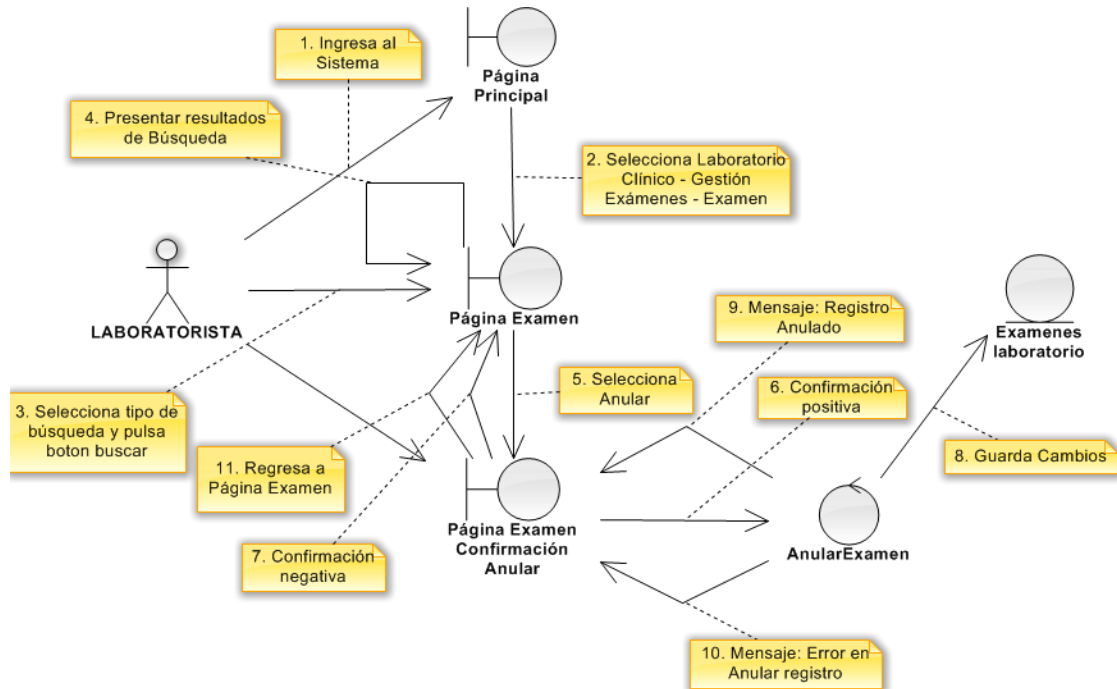 1. Ingresa al
Sistema
Página
Principal
4. Presentar resultados
de Búsqueda
2. Selecciona Laboratorio
Clínico - Gestión
Exámenes - Examen
LABORATORISTA
Página Examen
9. Mensaje: Registro
Anulado
Examenes
laboratorio
5. Selecciona
Anular
6. Confirmación
positiva
3. Selecciona tipo de
búsqueda y pulsa
boton buscar
11. Regresa a
Página Examen
8. Guarda Cambios
Página Examen
Confirmación
Anular
AnularExamen
7. Confirmación
negativa
10. Mensaje: Error en
Anular registro